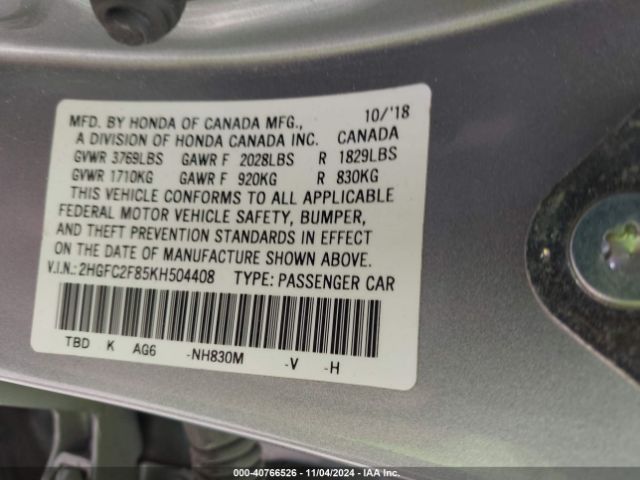 MFD. BY HONDA OF CANADA MFG., 10/'18
A DIVISION OF HONDA CANADA INC. CANADA
GVWR 3769LBS GAWR F 2028LBS R 1829LBS
GVWR 1710KG GAWR F 920KG R 830KG
THIS VEHICLE CONFORMS TO ALL APPLICABLE
FEDERAL MOTOR VEHICLE SAFETY, BUMPER,
AND THEFT PREVENTION STANDARDS IN EFFECT
ON THE DATE OF MANUFACTURE SHOWN ABOVE.
V.I.N.: 2HGFC2F85KH504408 TYPE: PASSENGER CAR
TBD K AG6 -NH830M -V -H
000-40766526 - 11/04/2024 - IAA Inc.